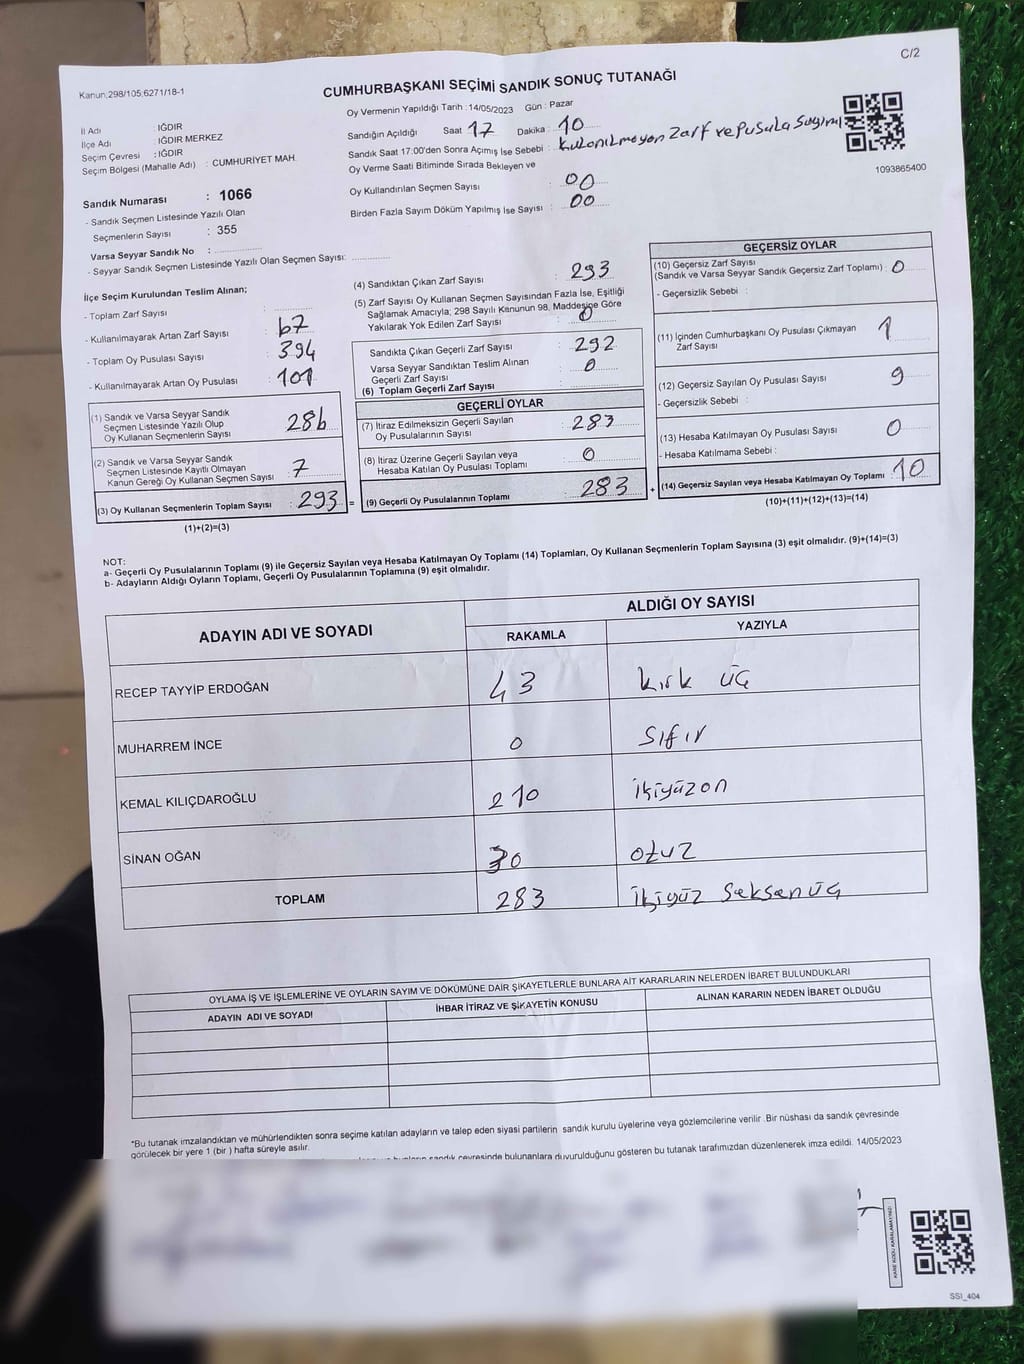 C/2
Kanun,298/105;6271/18-1
CUMHURBAŞKANI SEÇİMİ SANDIK SONUÇ TUTANAĞI
Oy Vermenin Yapıldığı Tarih : 14/05/2023 Gün : Pazar
İl Adı : IĞDIR
İlçe Adı : IĞDIR MERKEZ
Seçim Çevresi : IĞDIR
Seçim Bölgesi (Mahalle Adı) : CUMHURİYET MAH.
Sandığın Açıldığı Saat 17 Dakika : 10
Sandık Saat 17:00'den Sonra Açımış İse Sebebi : kulanılmayan Zarf ve Pusula Sayımı
Oy Verme Saati Bitiminde Sırada Bekleyen ve
Oy Kullandırılan Seçmen Sayısı : 00
Birden Fazla Sayım Döküm Yapılmış İse Sayısı : 00
1093865400
Sandık Numarası : 1066
- Sandık Seçmen Listesinde Yazılı Olan
Seçmenlerin Sayısı : 355
Varsa Seyyar Sandık No :
- Seyyar Sandık Seçmen Listesinde Yazılı Olan Seçmen Sayısı:
İlçe Seçim Kurulundan Teslim Alınan;
- Toplam Zarf Sayısı :
- Kullanılmayarak Artan Zarf Sayısı : 67
- Toplam Oy Pusulası Sayısı : 394
- Kullanılmayarak Artan Oy Pusulası : 101
(1) Sandık ve Varsa Seyyar Sandık
Seçmen Listesinde Yazılı Olup
Oy Kullanan Seçmenlerin Sayısı : 286
(2) Sandık ve Varsa Seyyar Sandık
Seçmen Listesinde Kayıtlı Olmayan
Kanun Gereği Oy Kullanan Seçmen Sayısı : 7
(3) Oy Kullanan Seçmenlerin Toplam Sayısı : 293 =
(1)+(2)=(3)
(4) Sandıktan Çıkan Zarf Sayısı : 293
(5) Zarf Sayısı Oy Kullanan Seçmen Sayısından Fazla İse, Eşitliği
Sağlamak Amacıyla; 298 Sayılı Kanunun 98. Maddesine Göre
Yakılarak Yok Edilen Zarf Sayısı : 0
Sandıkta Çıkan Geçerli Zarf Sayısı : 292
Varsa Seyyar Sandıktan Teslim Alınan
Geçerli Zarf Sayısı : 0
(6) Toplam Geçerli Zarf Sayısı :
GEÇERLİ OYLAR
(7) İtiraz Edilmeksizin Geçerli Sayılan
Oy Pusulalarının Sayısı : 283
(8) İtiraz Üzerine Geçerli Sayılan veya
Hesaba Katılan Oy Pusulası Toplamı : 0
(9) Geçerli Oy Pusulalarının Toplamı : 283 +
GEÇERSİZ OYLAR
(10) Geçersiz Zarf Sayısı
(Sandık ve Varsa Seyyar Sandık Geçersiz Zarf Toplamı) : 0
- Geçersizlik Sebebi :
(11) İçinden Cumhurbaşkanı Oy Pusulası Çıkmayan
Zarf Sayısı : 1
(12) Geçersiz Sayılan Oy Pusulası Sayısı : 9
- Geçersizlik Sebebi :
(13) Hesaba Katılmayan Oy Pusulası Sayısı : 0
- Hesaba Katılmama Sebebi :
(14) Geçersiz Sayılan veya Hesaba Katılmayan Oy Toplamı : 10
(10)+(11)+(12)+(13)=(14)
NOT:
a- Geçerli Oy Pusulalarının Toplamı (9) ile Geçersiz Sayılan veya Hesaba Katılmayan Oy Toplamı (14) Toplamları, Oy Kullanan Seçmenlerin Toplam Sayısına (3) eşit olmalıdır. (9)+(14)=(3)
b- Adayların Aldığı Oyların Toplamı, Geçerli Oy Pusulalarının Toplamına (9) eşit olmalıdır.
ADAYIN ADI VE SOYADI
ALDIĞI OY SAYISI
RAKAMLA YAZIYLA
RECEP TAYYİP ERDOĞAN 43 kırk üç
MUHARREM İNCE 0 Sıfır
KEMAL KILIÇDAROĞLU 210 ikiyüzon
SİNAN OĞAN 30 otuz
TOPLAM 283 ikiyüz Seksenüç
OYLAMA İŞ VE İŞLEMLERİNE VE OYLARIN SAYIM VE DÖKÜMÜNE DAİR ŞİKAYETLERLE BUNLARA AİT KARARLARIN NELERDEN İBARET BULUNDUKLARI
ADAYIN ADI VE SOYADI İHBAR İTİRAZ VE ŞİKAYETİN KONUSU ALINAN KARARIN NEDEN İBARET OLDUĞU
*Bu tutanak imzalandıktan ve mühürlendikten sonra seçime katılan adayların ve talep eden siyasi partilerin sandık kurulu üyelerine veya gözlemcilerine verilir .Bir nüshası da sandık çevresinde
görülecek bir yere 1 (bir ) hafta süreyle asılır.
sandık çevresinde bulunanlara duyurulduğunu gösteren bu tutanak tarafımızdan düzenlenerek imza edildi. 14/05/2023
KARE KODU KARALAMAYINIZ!
SSI_404